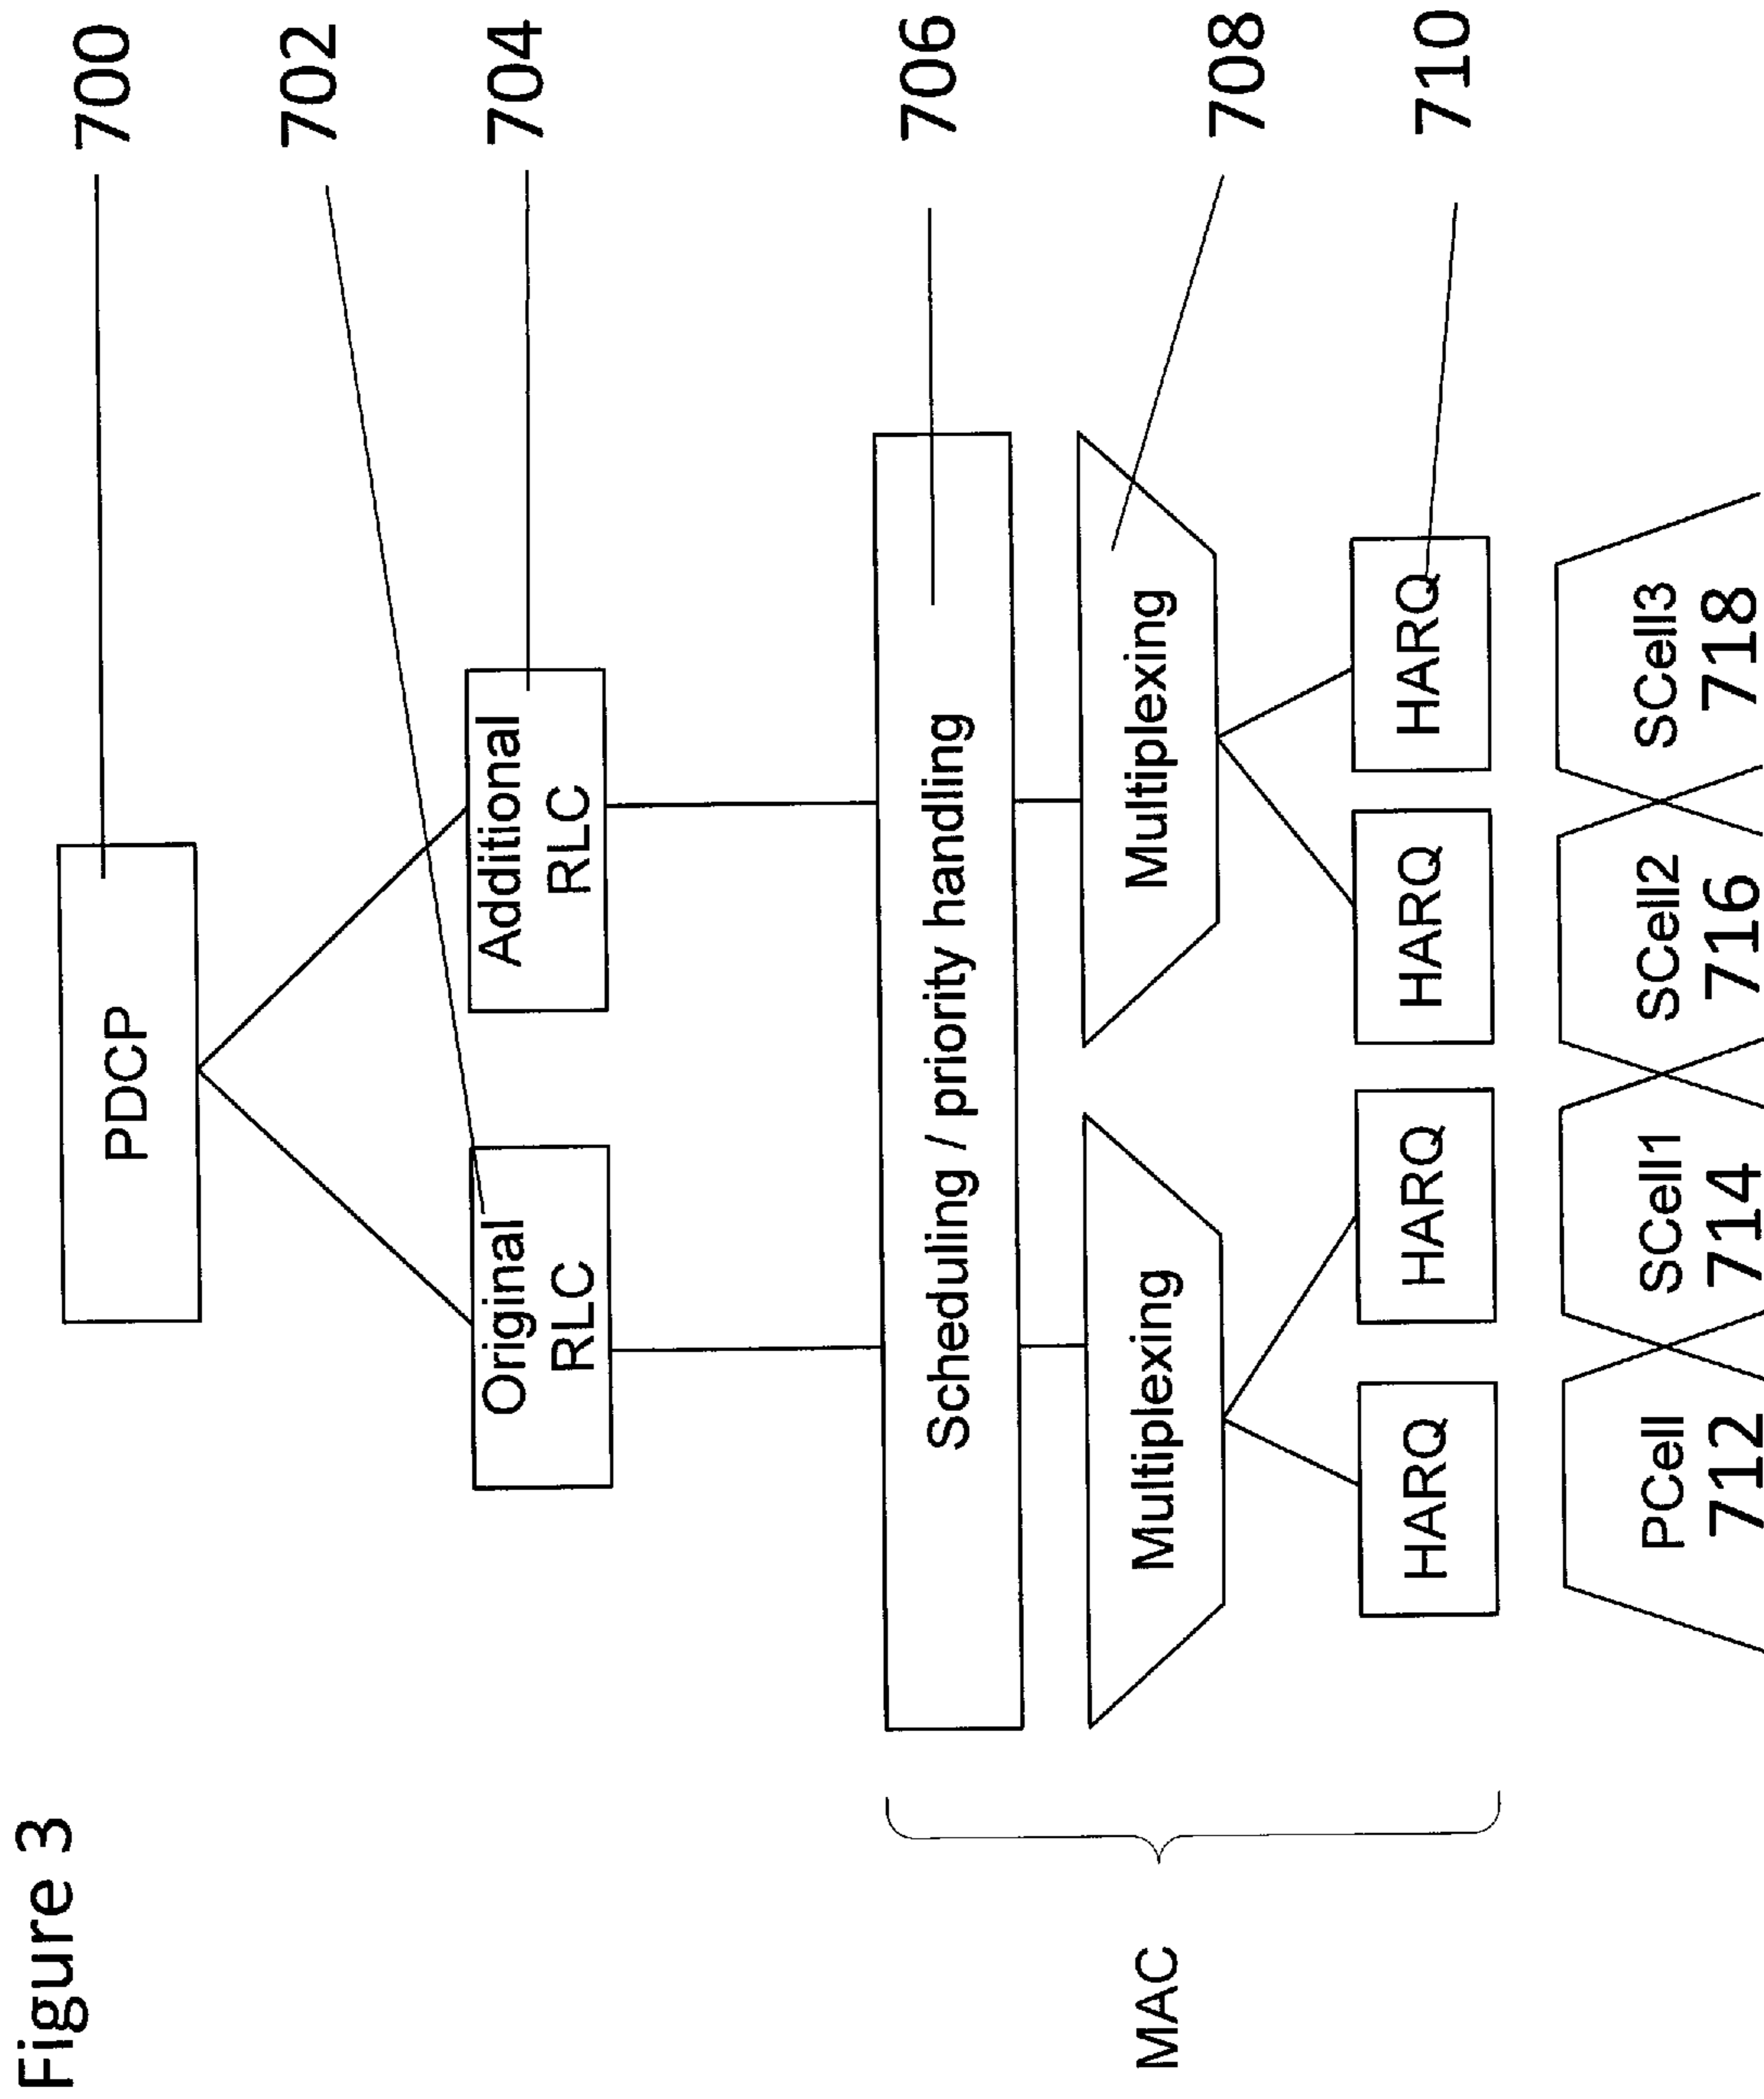 Figure 3
700
PDCP
702
704
Original
RLC
Additional
RLC
706
Scheduling / priority handling
MAC
708
Multiplexing
Multiplexing
710
HARQ
HARQ
HARQ
HARQ
PCell
712
SCell1
714
SCell2
716
SCell3
718